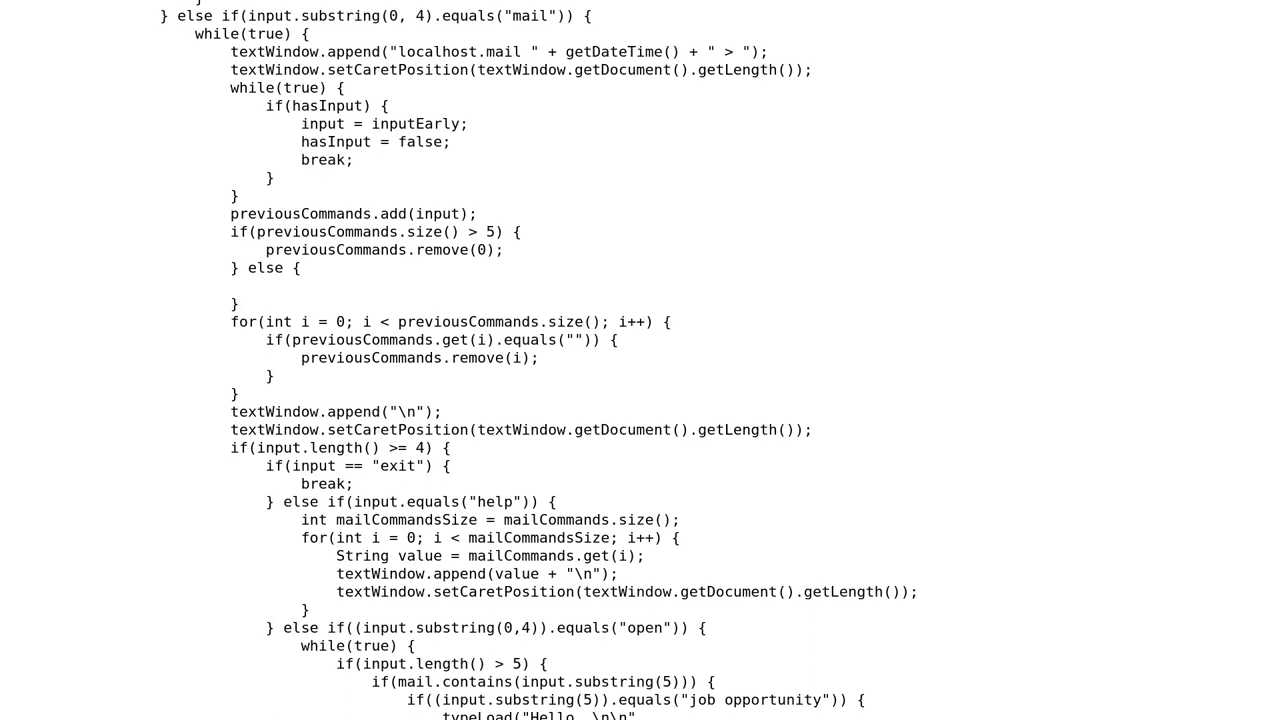 }
} else if(input.substring(0, 4).equals("mail")) {
while(true) {
textWindow.append("localhost.mail " + getDateTime() + " > ");
textWindow.setCaretPosition(textWindow.getDocument().getLength());
while(true) {
if(hasInput) {
input = inputEarly;
hasInput = false;
break;
}
}
previousCommands.add(input);
if(previousCommands.size() > 5) {
previousCommands.remove(0);
} else {
}
for(int i = 0; i < previousCommands.size(); i++) {
if(previousCommands.get(i).equals("")) {
previousCommands.remove(i);
}
}
textWindow.append("\n");
textWindow.setCaretPosition(textWindow.getDocument().getLength());
if(input.length() >= 4) {
if(input == "exit") {
break;
} else if(input.equals("help")) {
int mailCommandsSize = mailCommands.size();
for(int i = 0; i < mailCommandsSize; i++) {
String value = mailCommands.get(i);
textWindow.append(value + "\n");
textWindow.setCaretPosition(textWindow.getDocument().getLength());
}
} else if((input.substring(0,4)).equals("open")) {
while(true) {
if(input.length() > 5) {
if(mail.contains(input.substring(5))) {
if((input.substring(5)).equals("job opportunity")) {
typeLoad("Hello, \n\n"